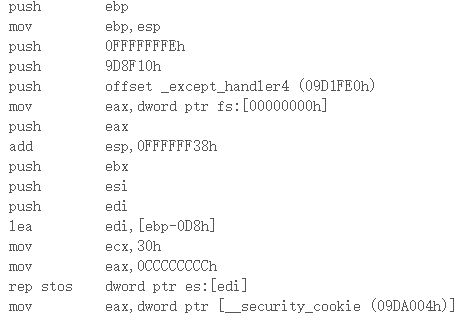 push ebp
mov ebp,esp
push 0FFFFFFFEh
push 9D8F10h
push offset _except_handler4 (09D1FE0h)
mov eax,dword ptr fs:[00000000h]
push eax
add esp,0FFFFFF38h
push ebx
push esi
push edi
lea edi,[ebp-0D8h]
mov ecx,30h
mov eax,0CCCCCCCCh
rep stos dword ptr es:[edi]
mov eax,dword ptr [__security_cookie (09DA004h)]